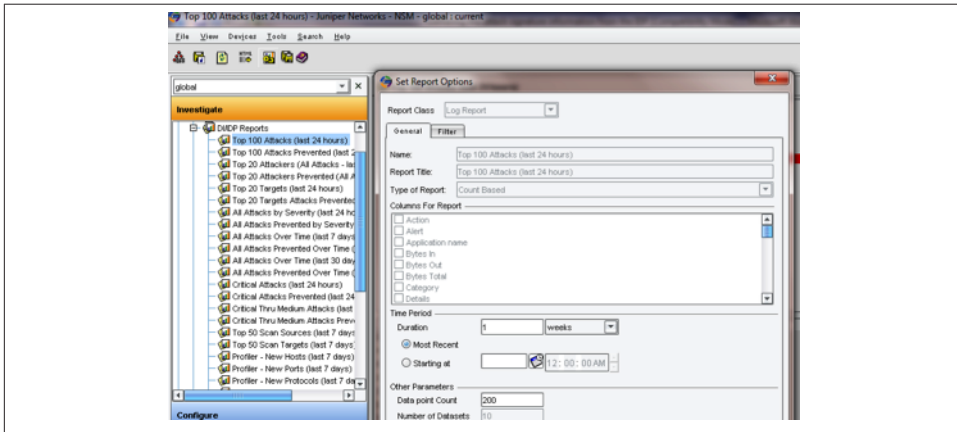 Top 100 Attacks (last 24 hours) - Juniper Networks - NSM - global : current
File View Devices Tools Search Help
global
Investigate
DI/IDP Reports
Top 100 Attacks (last 24 hours)
Top 100 Attacks Prevented (last 2
Top 20 Attackers (All Attacks - las
Top 20 Attackers Prevented (All A
Top 20 Targets (last 24 hours)
Top 20 Targets Attacks Prevented
All Attacks by Severity (last 24 ho
All Attacks Prevented by Severity
All Attacks Over Time (last 7 days
All Attacks Prevented Over Time (
All Attacks Over Time (last 30 day
All Attacks Prevented Over Time (
Critical Attacks (last 24 hours)
Critical Attacks Prevented (last 24
Critical Thru Medium Attacks (last
Critical Thru Medium Attacks Prev
Top 50 Scan Sources (last 7 days
Top 50 Scan Targets (last 7 days)
Profiler - New Hosts (last 7 days)
Profiler - New Ports (last 7 days)
Profiler - New Protocols (last 7 da
Configure
Set Report Options
Report Class Log Report
General Filter
Name: Top 100 Attacks (last 24 hours)
Report Title: Top 100 Attacks (last 24 hours)
Type of Report: Count Based
Columns For Report
Action
Alert
Application name
Bytes In
Bytes Out
Bytes Total
Category
Details
Time Period
Duration 1 weeks
Most Recent
Starting at 12:00:00 AM
Other Parameters
Data point Count 200
Number of Datasets 10